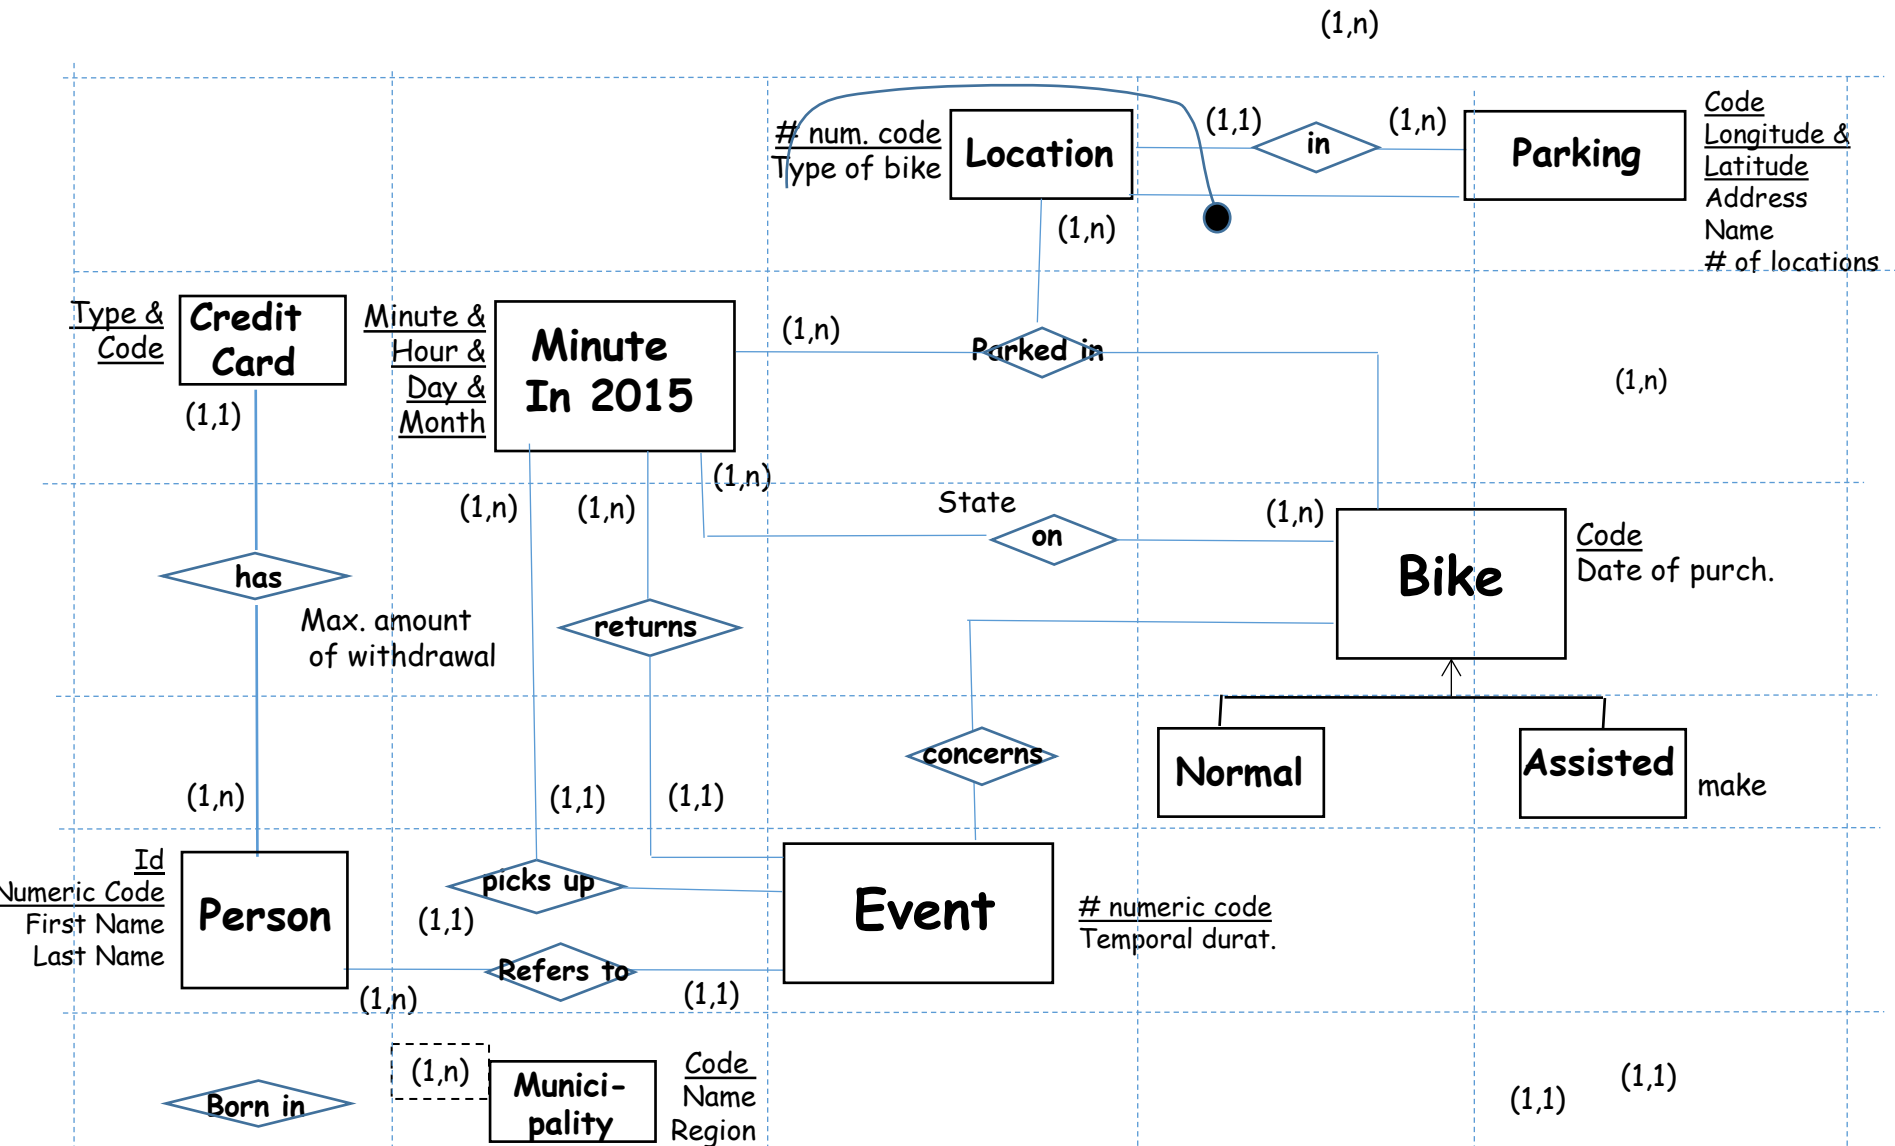 (1,n)
# num. code
Type of bike
Location
(1,1)
in
(1,n)
Parking
Code
Longitude &
Latitude
Address
Name
# of locations
(1,n)
Type &
Code
Credit
Card
(1,1)
Minute &
Hour &
Day &
Month
Minute
In 2015
(1,n)
Parked in
(1,n)
(1,n)
(1,n)
(1,n)
State
on
(1,n)
Bike
Code
Date of purch.
has
Max. amount
of withdrawal
returns
concerns
Normal
Assisted
make
(1,n)
(1,1)
(1,1)
Id
Numeric Code
First Name
Last Name
Person
picks up
(1,1)
Refers to
(1,n)
(1,1)
Event
# numeric code
Temporal durat.
Born in
(1,n)
Munici-
pality
Code
Name
Region
(1,1)
(1,1)